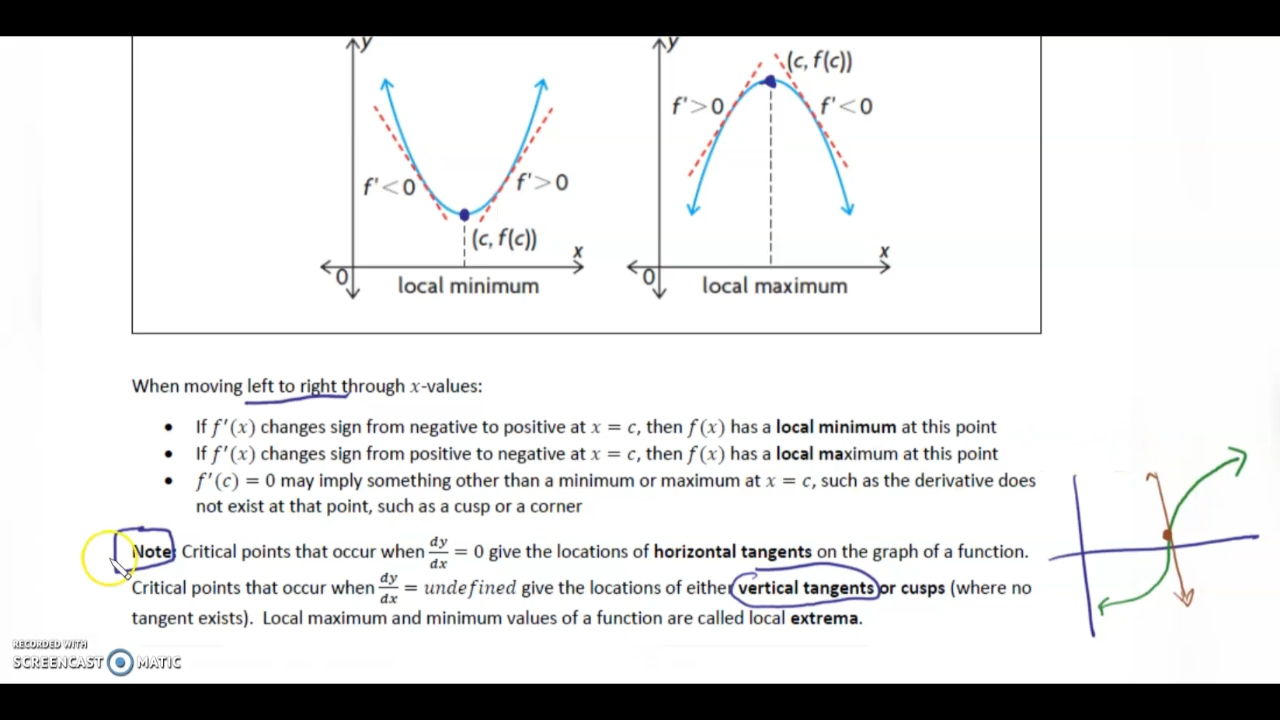 y
y
(c, f(c))
f'>0
f'<0
f'<0
f'>0
(c, f(c))
x
x
0
0
local minimum
local maximum
When moving left to right through x-values:
• If f'(x) changes sign from negative to positive at x = c, then f(x) has a local minimum at this point
• If f'(x) changes sign from positive to negative at x = c, then f(x) has a local maximum at this point
• f'(c) = 0 may imply something other than a minimum or maximum at x = c, such as the derivative does
not exist at that point, such as a cusp or a corner
Note: Critical points that occur when dy/dx = 0 give the locations of horizontal tangents on the graph of a function.
Critical points that occur when dy/dx = undefined give the locations of either vertical tangents or cusps (where no
tangent exists). Local maximum and minimum values of a function are called local extrema.
RECORDED WITH
SCREENCAST MATIC